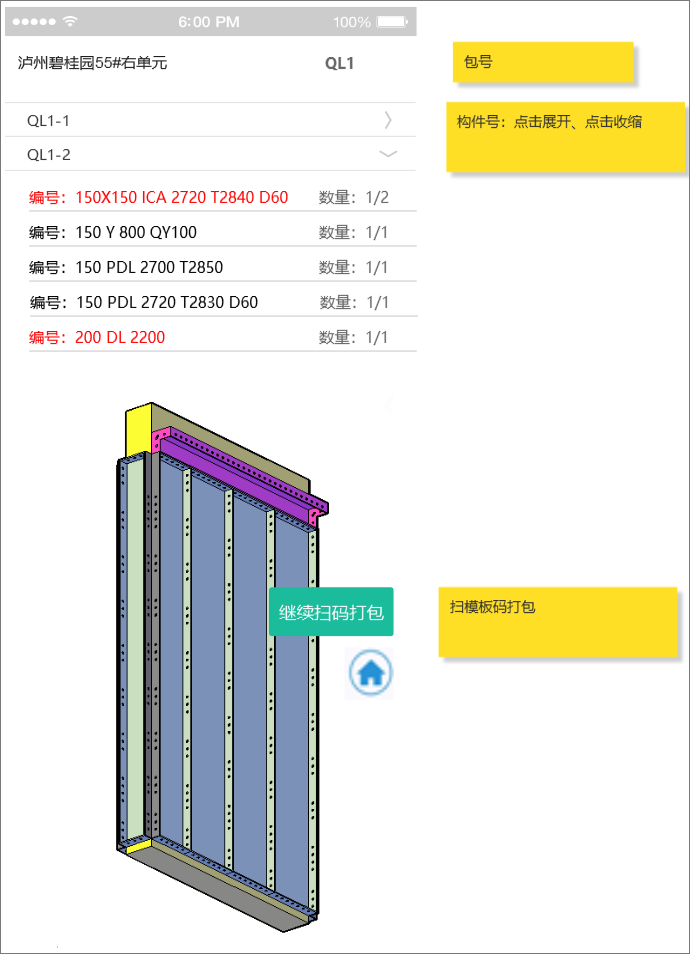 6:00 PM 100%
泸州碧桂园55#右单元 QL1
包号
QL1-1
构件号：点击展开、点击收缩
QL1-2
编号：150X150 ICA 2720 T2840 D60 数量：1/2
编号：150 Y 800 QY100 数量：1/1
编号：150 PDL 2700 T2850 数量：1/1
编号：150 PDL 2720 T2830 D60 数量：1/1
编号：200 DL 2200 数量：1/1
继续扫码打包
扫模板码打包